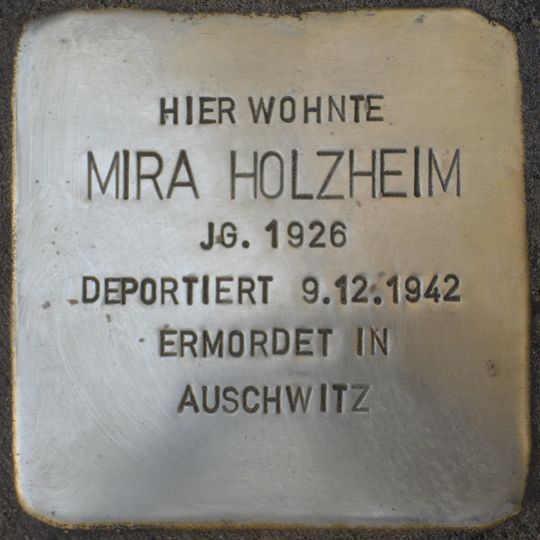 HIER WOHNTE
MIRA HOLZHEIM
JG. 1926
DEPORTIERT 9.12.1942
ERMORDET IN
AUSCHWITZ